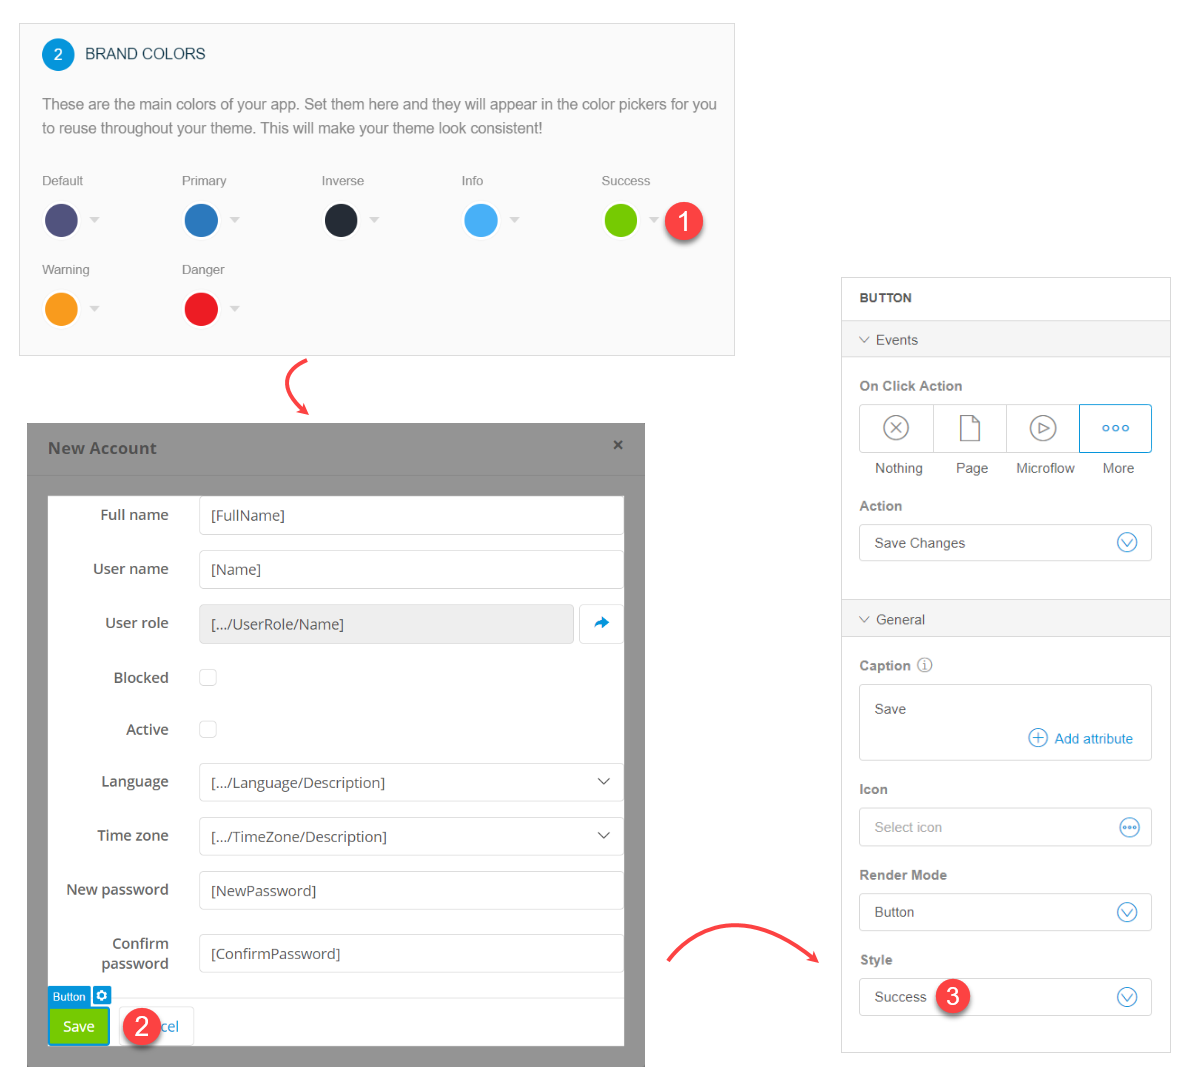 2 BRAND COLORS
These are the main colors of your app. Set them here and they will appear in the color pickers for you
to reuse throughout your theme. This will make your theme look consistent!
Default Primary Inverse Info Success
1
Warning Danger
New Account ×
Full name [FullName]
User name [Name]
User role [.../UserRole/Name]
Blocked
Active
Language [.../Language/Description]
Time zone [.../TimeZone/Description]
New password [NewPassword]
Confirm
password [ConfirmPassword]
Button
Save 2 cel
BUTTON
Events
On Click Action
Nothing Page Microflow More
Action
Save Changes
General
Caption i
Save
Add attribute
Icon
Select icon
Render Mode
Button
Style
Success 3